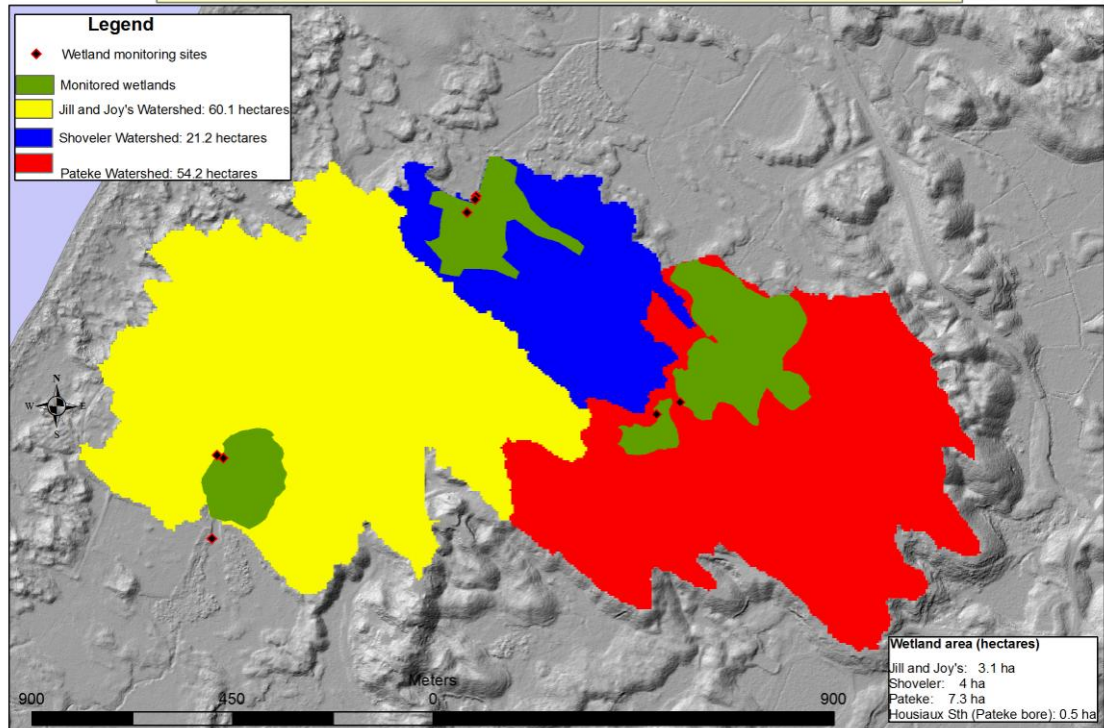 Legend
Wetland monitoring sites
Monitored wetlands
Jill and Joy's Watershed: 60.1 hectares
Shoveler Watershed: 21.2 hectares
Pateke Watershed: 54.2 hectares
N
W E
S
Meters
900 450 0 900
Wetland area (hectares)
Jill and Joy's: 3.1 ha
Shoveler: 4 ha
Pateke: 7.3 ha
Housiaux Sth (Pateke bore): 0.5 ha